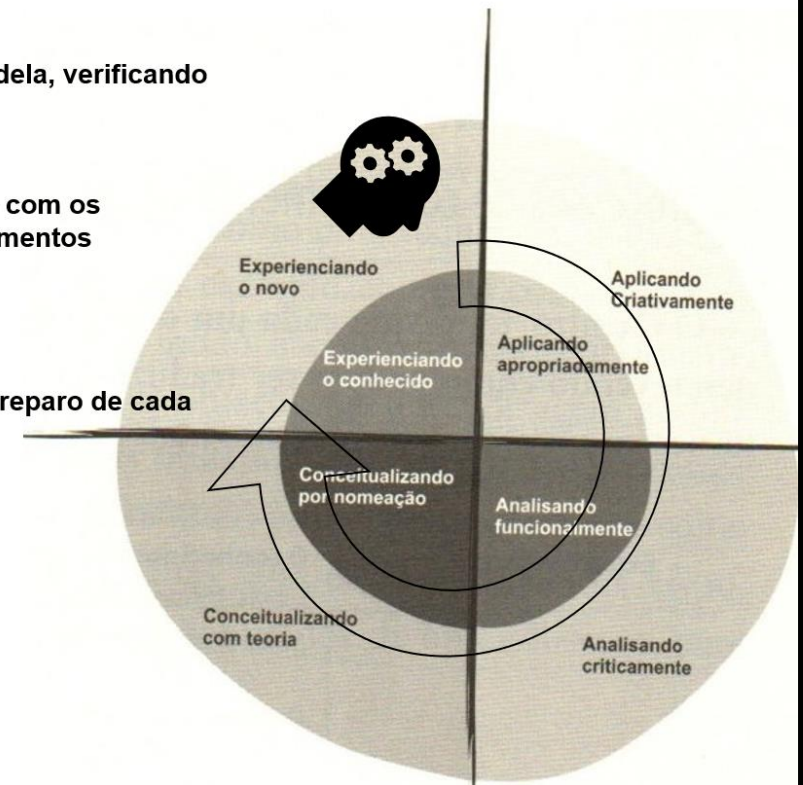 dela, verificando
com os
mentos
reparo de cada
Experienciando
o novo
Experienciando
o conhecido
Aplicando
Criativamente
Aplicando
apropriadamente
Conceitualizando
por nomeação
Analisando
funcionalmente
Conceitualizando
com teoria
Analisando
criticamente